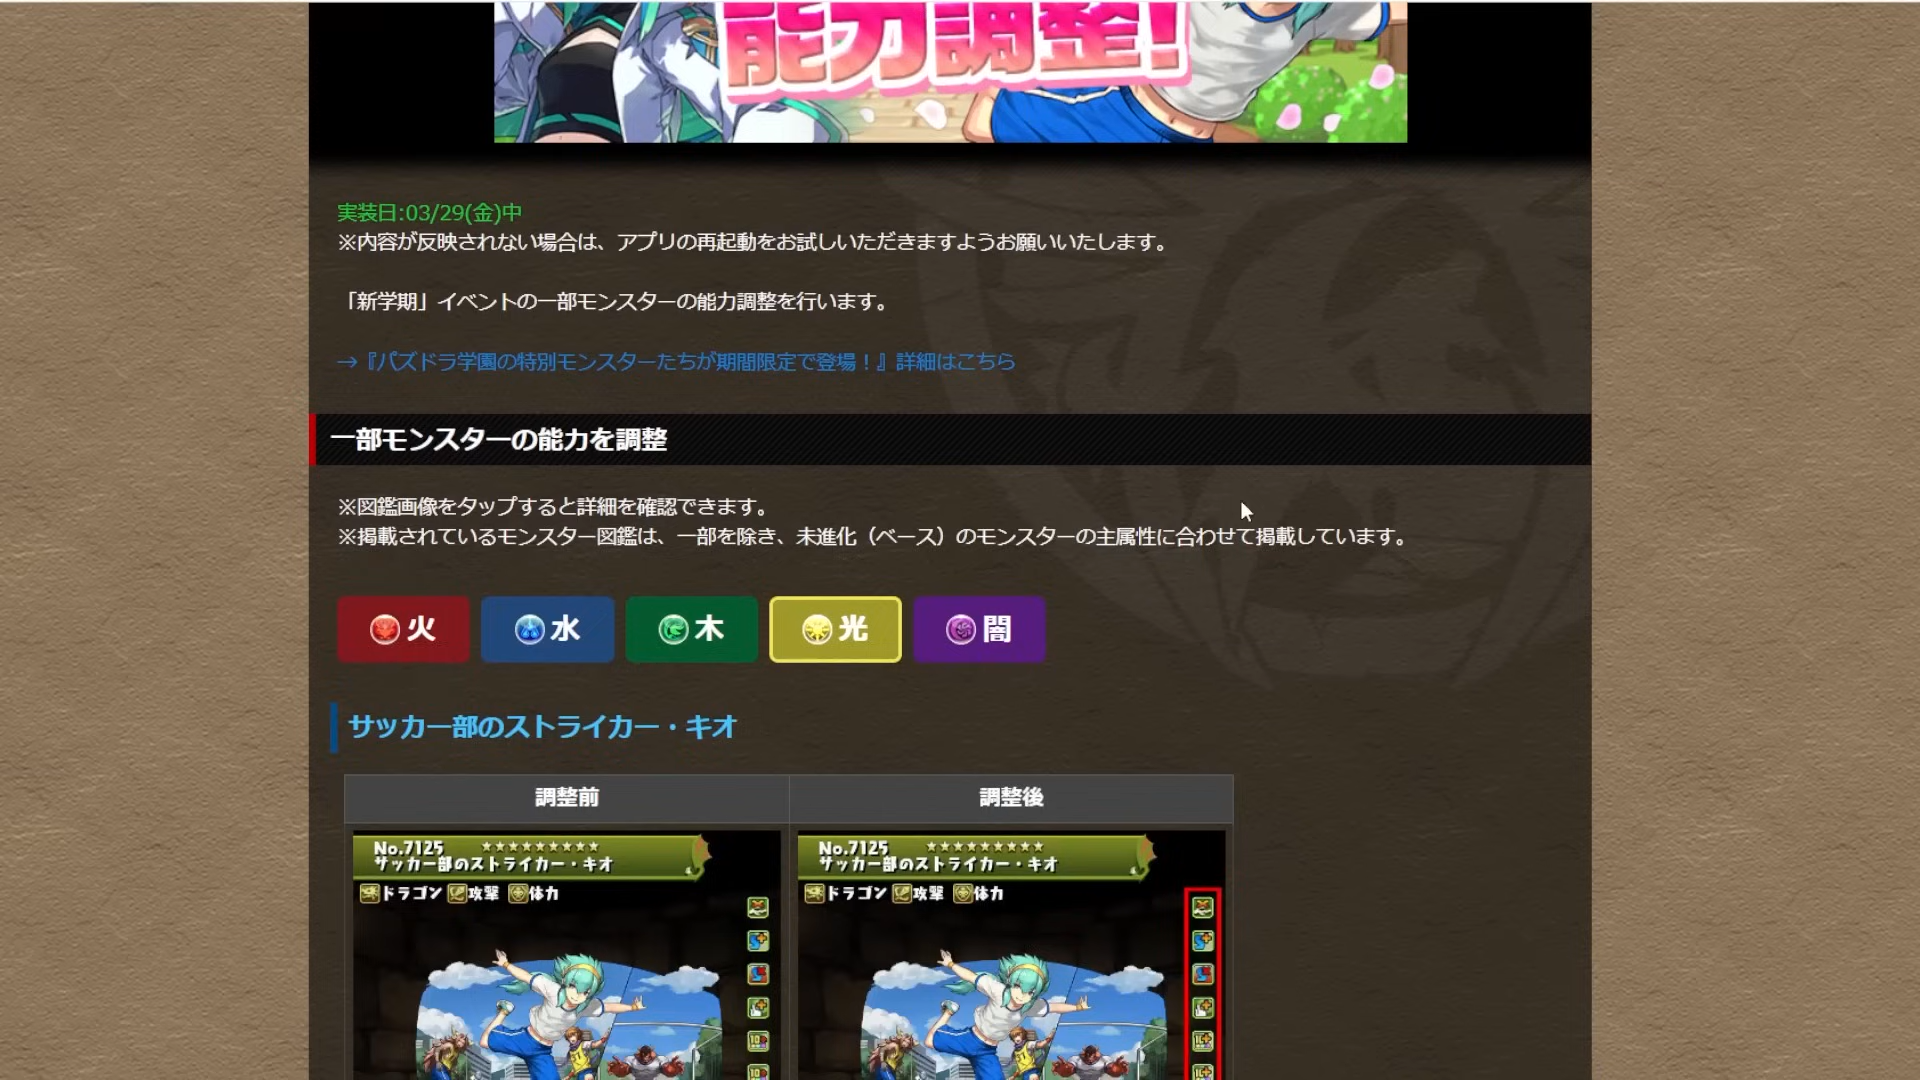 能力調整!
実装日:03/29(金)中
※内容が反映されない場合は、アプリの再起動をお試しいただきますようお願いいたします。
「新学期」イベントの一部モンスターの能力調整を行います。
→『パズドラ学園の特別モンスターたちが期間限定で登場！』詳細はこちら
一部モンスターの能力を調整
※図鑑画像をタップすると詳細を確認できます。
※掲載されているモンスター図鑑は、一部を除き、未進化（ベース）のモンスターの主属性に合わせて掲載しています。
火 水 木 光 闇
サッカー部のストライカー・キオ
調整前 調整後
No.7125 ★★★★★★★★★
サッカー部のストライカー・キオ
ドラゴン 攻撃 体力
No.7125 ★★★★★★★★★
サッカー部のストライカー・キオ
ドラゴン 攻撃 体力